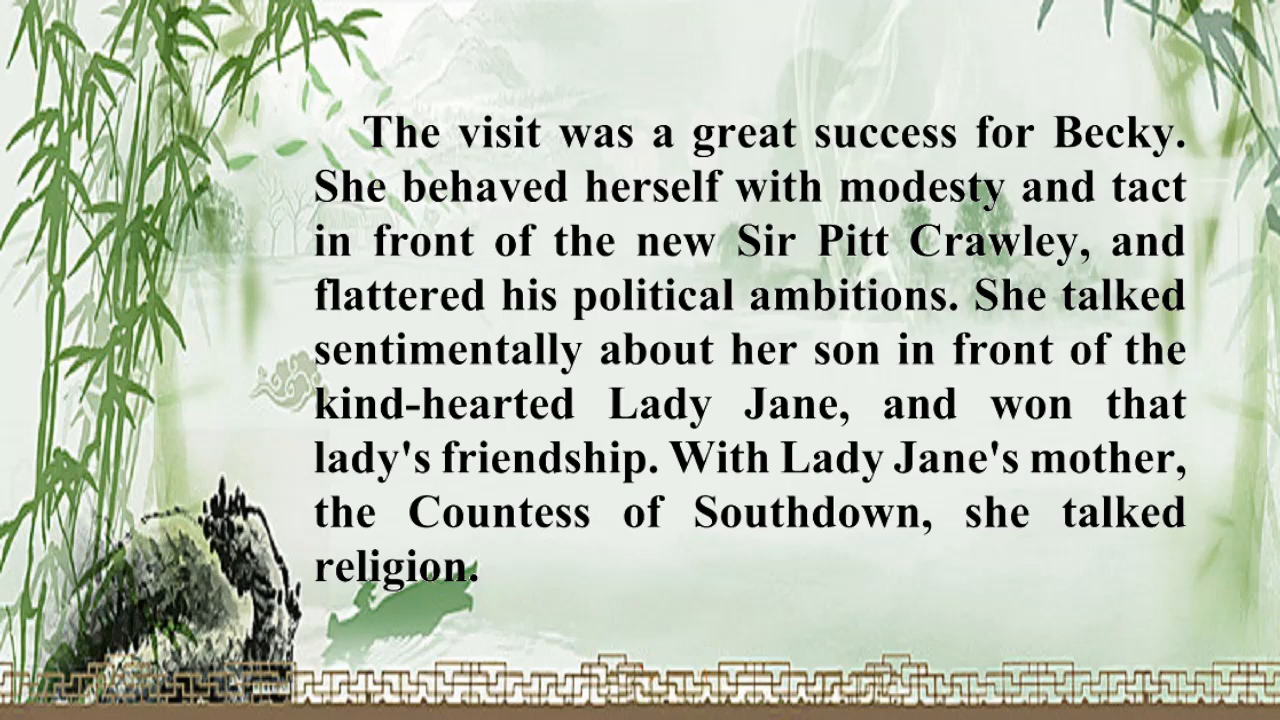 The visit was a great success for Becky.
She behaved herself with modesty and tact
in front of the new Sir Pitt Crawley, and
flattered his political ambitions. She talked
sentimentally about her son in front of the
kind-hearted Lady Jane, and won that
lady's friendship. With Lady Jane's mother,
the Countess of Southdown, she talked
religion.